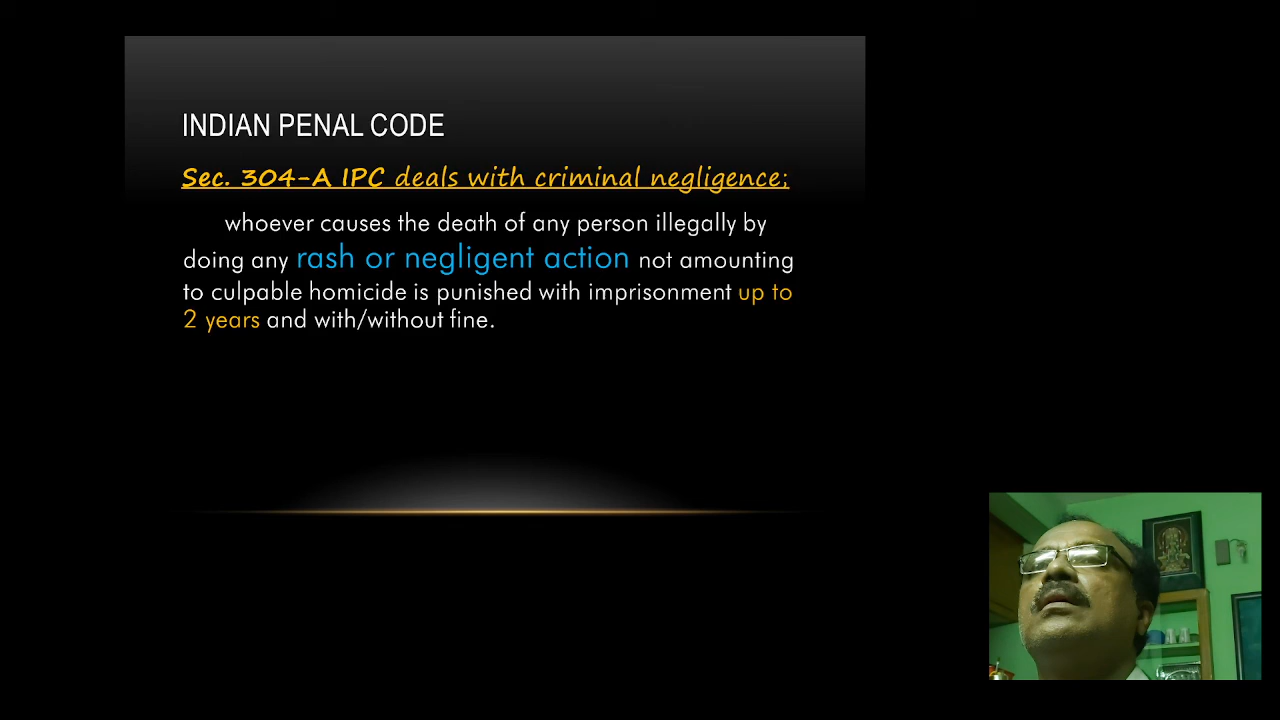 INDIAN PENAL CODE
Sec. 304-A IPC deals with criminal negligence;
whoever causes the death of any person illegally by
doing any rash or negligent action not amounting
to culpable homicide is punished with imprisonment up to
2 years and with/without fine.